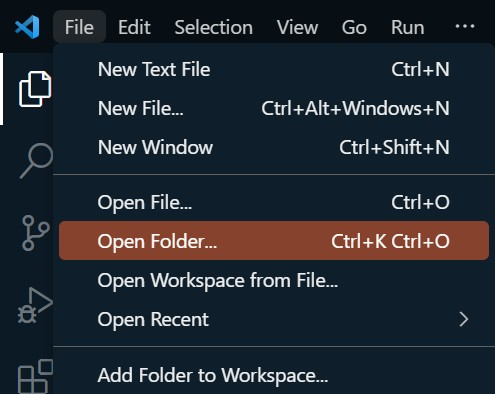 File Edit Selection View Go Run ···
New Text File Ctrl+N
New File... Ctrl+Alt+Windows+N
New Window Ctrl+Shift+N
Open File... Ctrl+O
Open Folder... Ctrl+K Ctrl+O
Open Workspace from File...
Open Recent
Add Folder to Workspace...